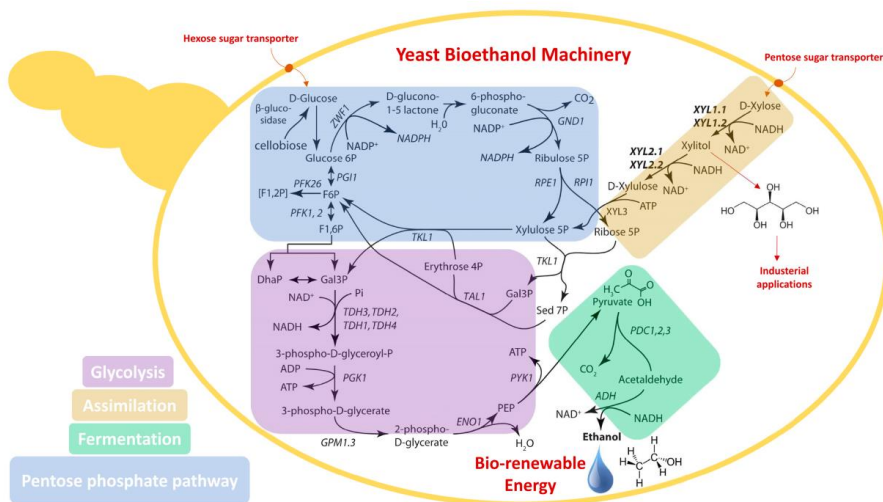 Hexose sugar transporter
Yeast Bioethanol Machinery
Pentose sugar transporter
D-Glucose
β-gluco-
sidase
cellobiose
Glucose 6P
ZWF1
NADP⁺
NADPH
D-glucono-
1-5 lactone
H₂0
6-phospho-
gluconate
CO₂
GND1
NADP⁺
NADPH
Ribulose 5P
RPE1
RPI1
PGI1
PFK26
[F1,2P]
F6P
PFK1, 2
F1,6P
TKL1
Xylulose 5P
Ribose 5P
XYL1.1
XYL1.2
D-Xylose
NADH
NAD⁺
Xylitol
XYL2.1
XYL2.2
NADH
NAD⁺
D-Xylulose
XYL3
ATP
OH
HO
OH
OH
OH
Industerial
applications
DhaP
Gal3P
Erythrose 4P
TKL1
TAL1
Gal3P
Sed 7P
NAD⁺
Pi
NADH
TDH3,TDH2,
TDH1,TDH4
3-phospho-D-glyceroyl-P
ADP
ATP
PGK1
3-phospho-D-glycerate
GPM1.3
2-phospho-
D-glycerate
ENO1
PEP
H₂O
PYK1
ATP
H₃C
O
O
OH
Pyruvate
PDC1,2,3
CO₂
Acetaldehyde
ADH
NAD⁺
NADH
Ethanol
H
H
H
C
H
H
C
OH
Bio-renewable
Energy
Glycolysis
Assimilation
Fermentation
Pentose phosphate pathway